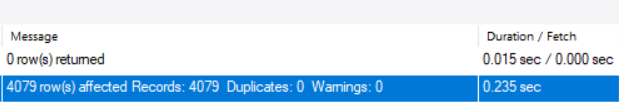 Message Duration / Fetch
0 row(s) returned 0.015 sec / 0.000 sec
4079 row(s) affected Records: 4079 Duplicates: 0 Warnings: 0 0.235 sec